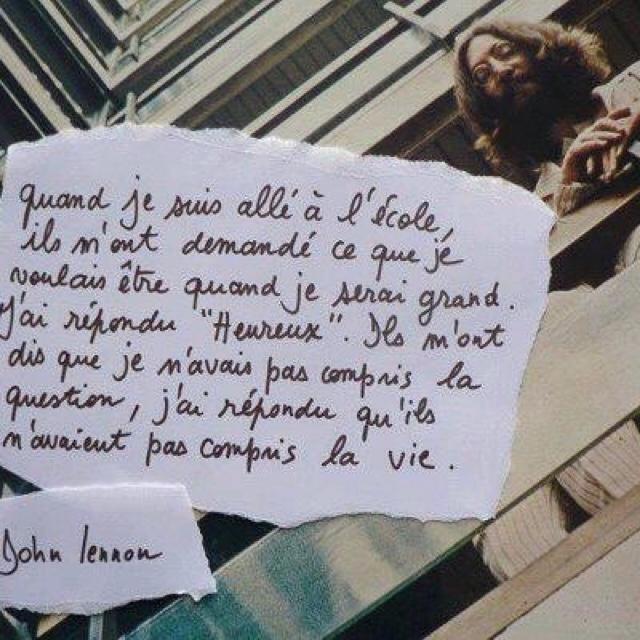 quand je suis allé à l'école,
ils m'ont demandé ce que je
voulais être quand je serai grand.
J'ai répondu "Heureux". Ils m'ont
dis que je n'avais pas compris la
question, j'ai répondu qu'ils
n'avaient pas compris la vie.
John lennon